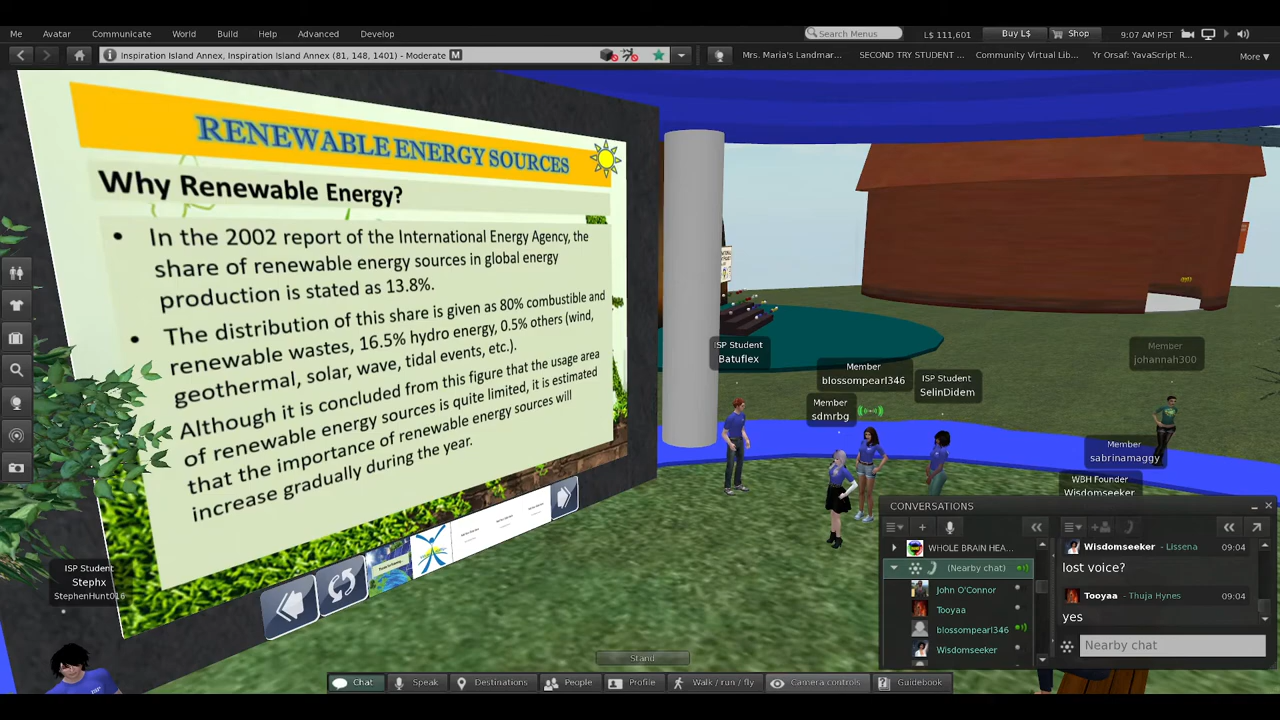 Me Avatar Communicate World Build Help Advanced Develop
Search Menus
L$ 111,601
Buy L$
Shop
9:07 AM PST
Inspiration Island Annex, Inspiration Island Annex (81, 148, 1401) - Moderate M
Mrs. Maria's Landmar... SECOND TRY STUDENT ... Community Virtual Lib... Yr Orsaf: YavaScript R... More
RENEWABLE ENERGY SOURCES
Why Renewable Energy?
• In the 2002 report of the International Energy Agency, the
share of renewable energy sources in global energy
production is stated as 13.8%.
• The distribution of this share is given as 80% combustible and
renewable wastes, 16.5% hydro energy, 0.5% others (wind,
geothermal, solar, wave, tidal events, etc.).
Although it is concluded from this figure that the usage area
of renewable energy sources is quite limited, it is estimated
that the importance of renewable energy sources will
increase gradually during the year.
ISP Student
Batuflex
Member
blossompearl346
Member
sdmrbg
ISP Student
SelinDidem
Member
johannah300
Member
sabrinamaggy
WBH Founder
Wisdomseeker
ISP Student
Stephx
StephenHunt016
CONVERSATIONS
WHOLE BRAIN HEA...
(Nearby chat)
John O'Connor
Tooyaa
blossompearl346
Wisdomseeker
Wisdomseeker - Lissena 09:04
lost voice?
Tooyaa - Thuja Hynes 09:04
yes
Nearby chat
Stand
Chat Speak Destinations People Profile Walk / run / fly Camera controls Guidebook